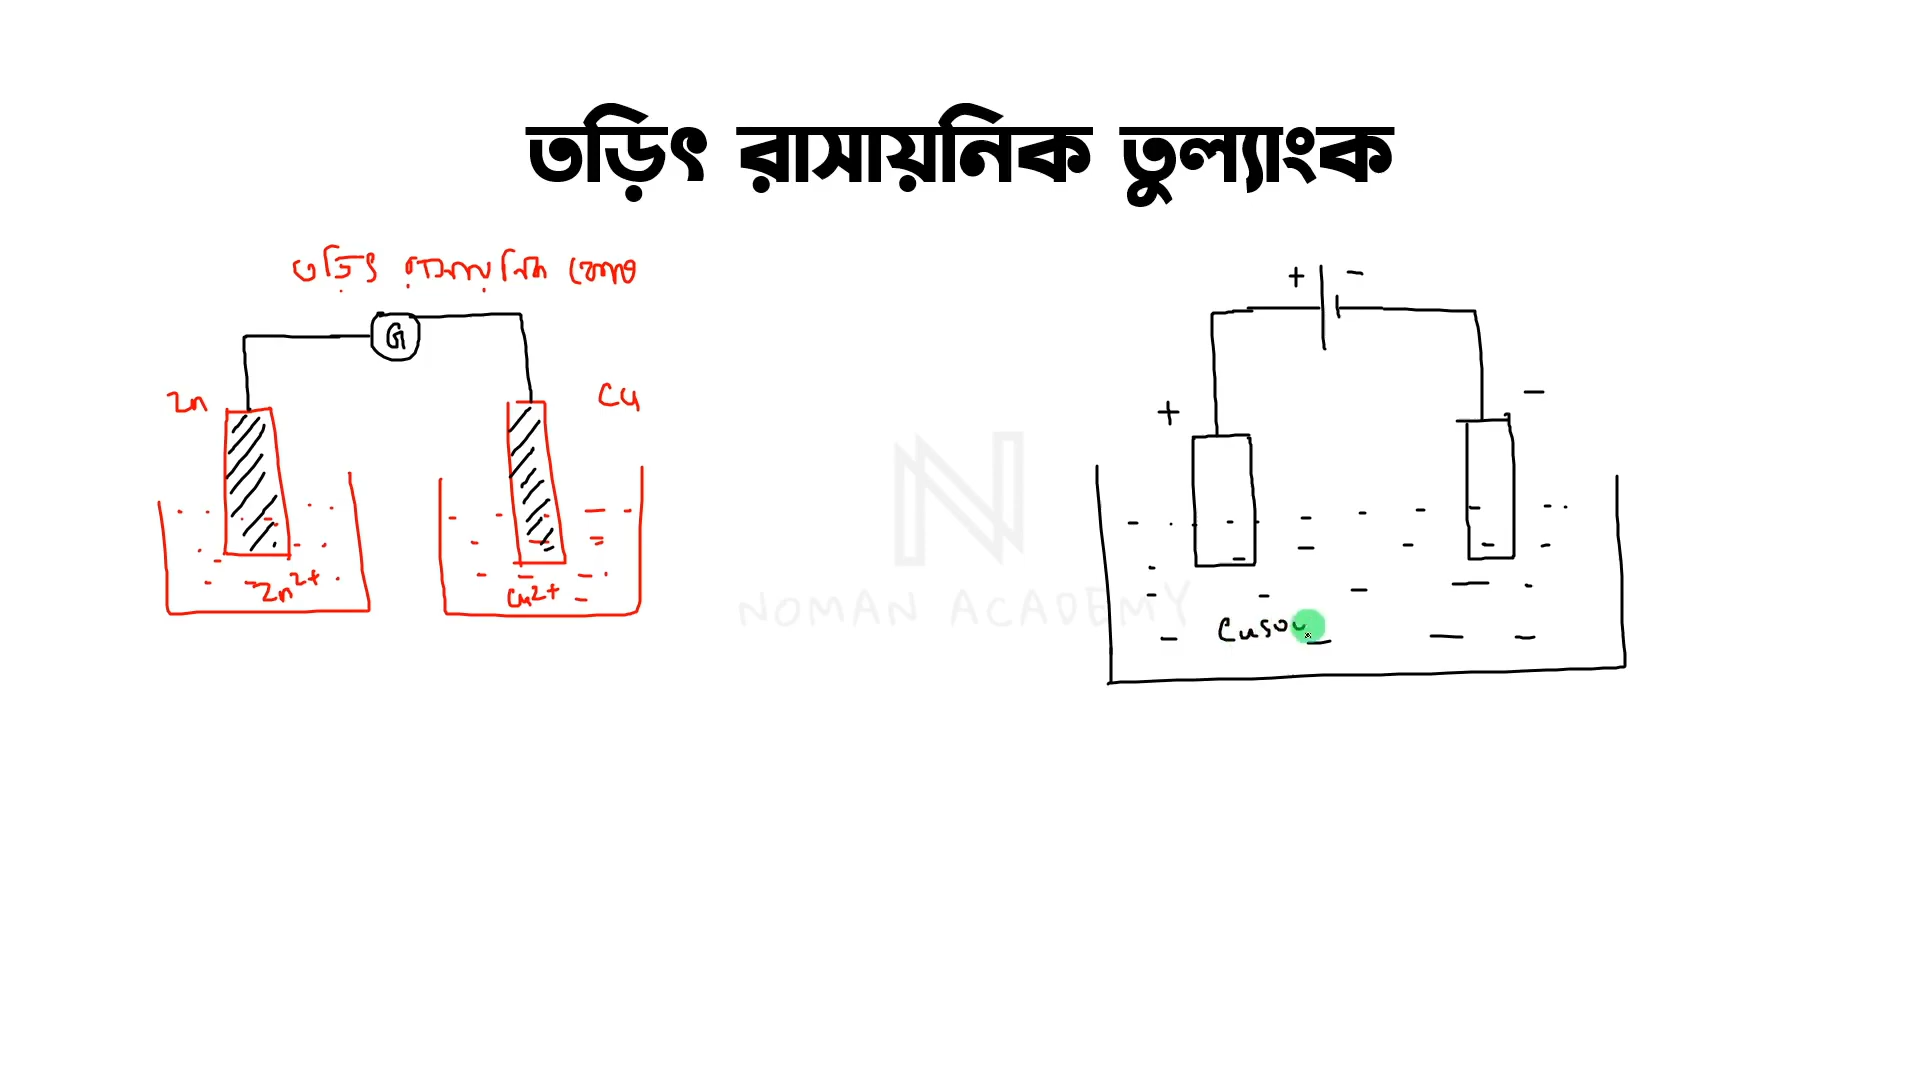 তড়িৎ রাসায়নিক তুল্যাংক
তড়িৎ রাসায়নিক কোষ
+ -
G
Zn
Cu
+
-
Zn2+
Cu2+
CuSO4
NOMAN ACADEMY